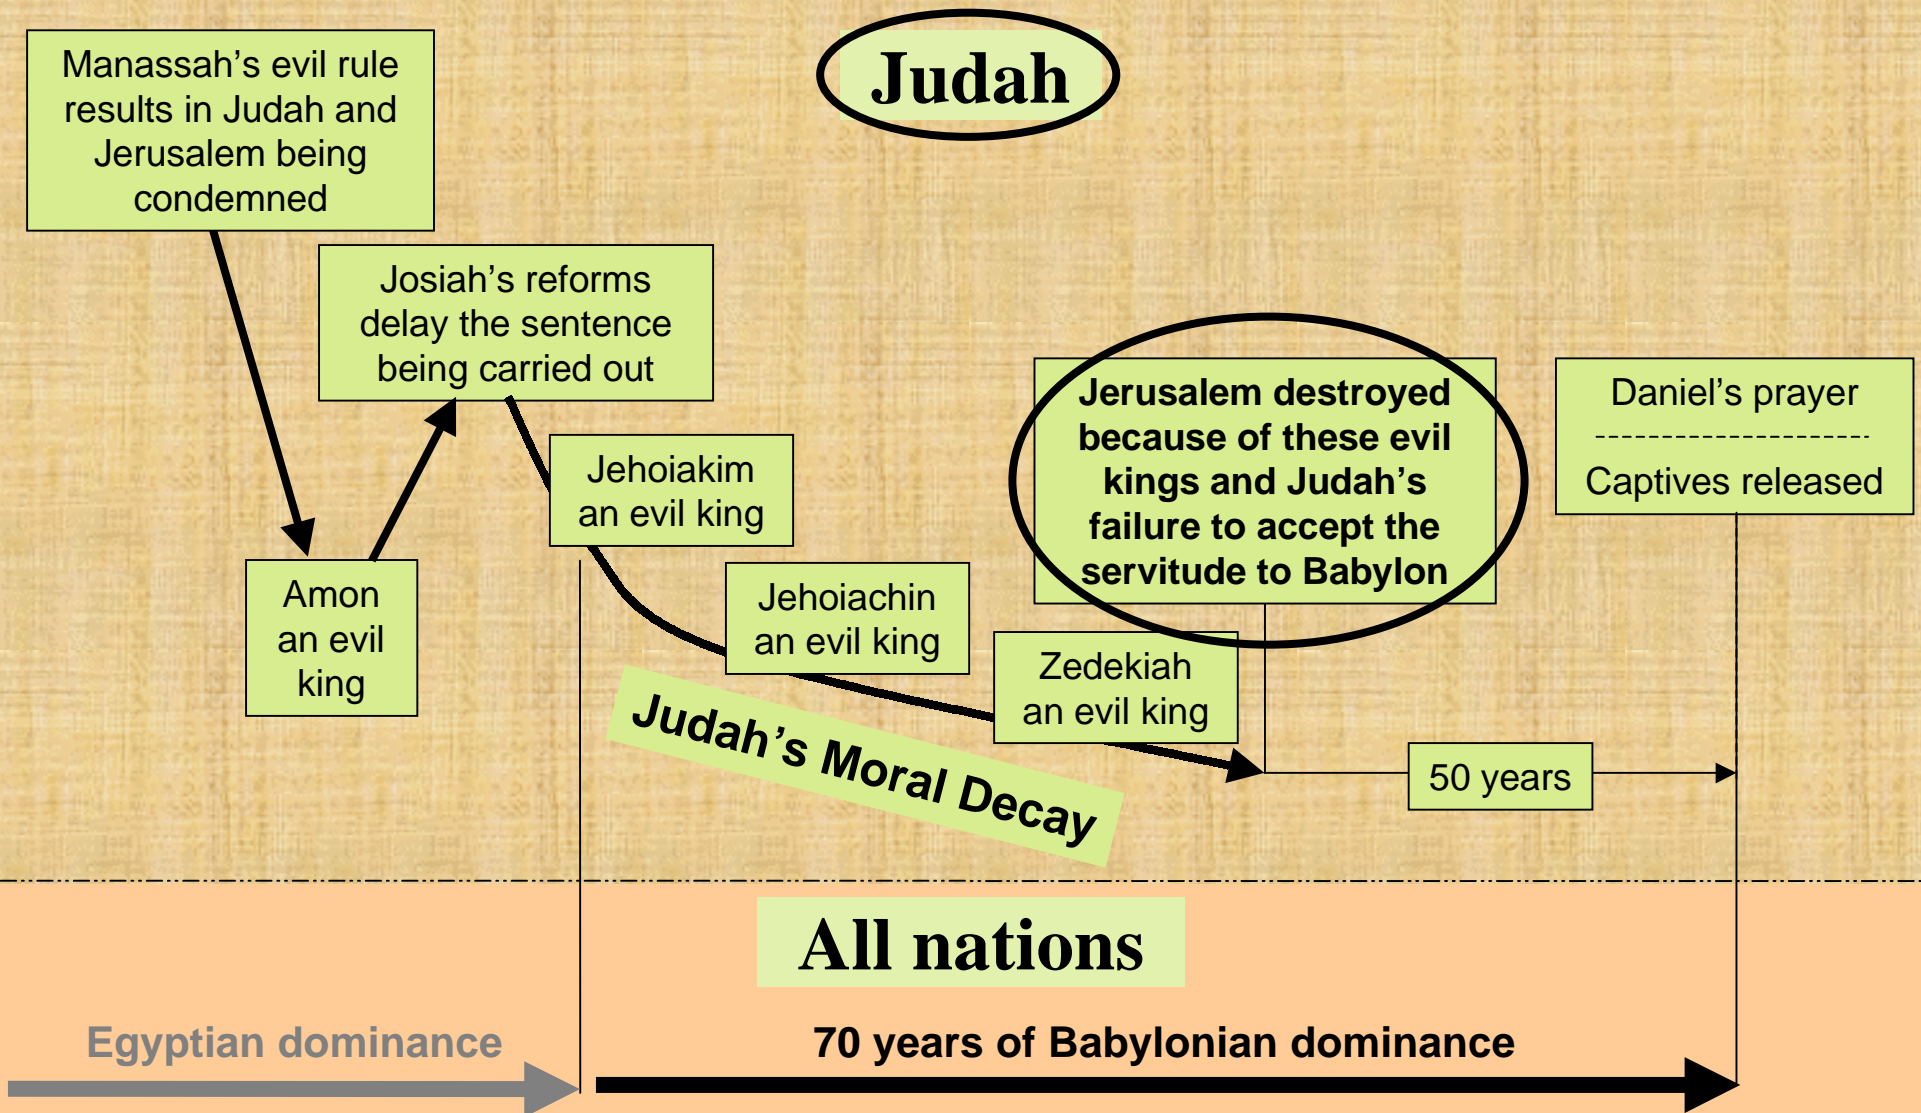 Judah
Manassah's evil rule
results in Judah and
Jerusalem being
condemned
Josiah's reforms
delay the sentence
being carried out
Amon
an evil
king
Jehoiakim
an evil king
Jehoiachin
an evil king
Zedekiah
an evil king
Jerusalem destroyed
because of these evil
kings and Judah's
failure to accept the
servitude to Babylon
Daniel's prayer
Captives released
Judah's Moral Decay
50 years
All nations
Egyptian dominance
70 years of Babylonian dominance